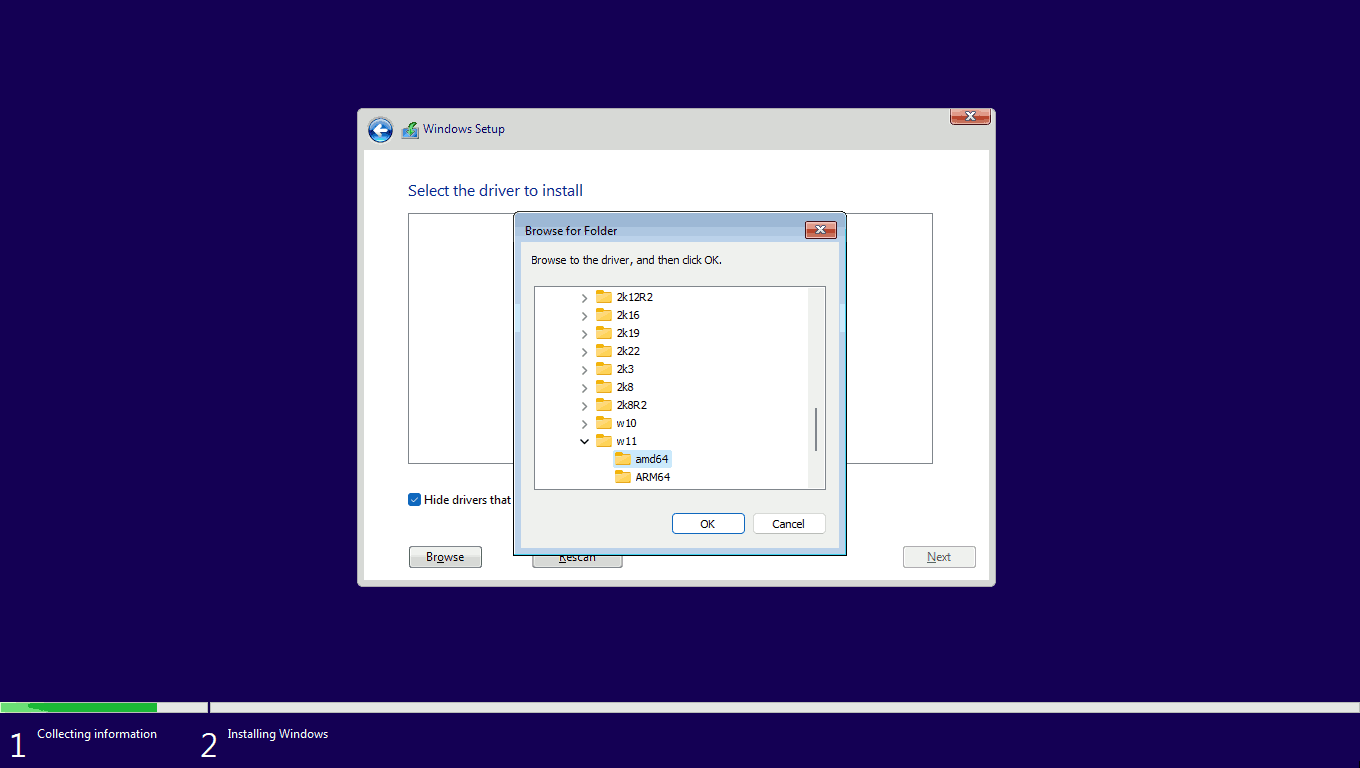 Windows Setup
Select the driver to install
Browse for Folder
Browse to the driver, and then click OK.
2k12R2
2k16
2k19
2k22
2k3
2k8
2k8R2
w10
w11
amd64
ARM64
OK Cancel
Hide drivers that
Browse Rescan Next
1 Collecting information 2 Installing Windows